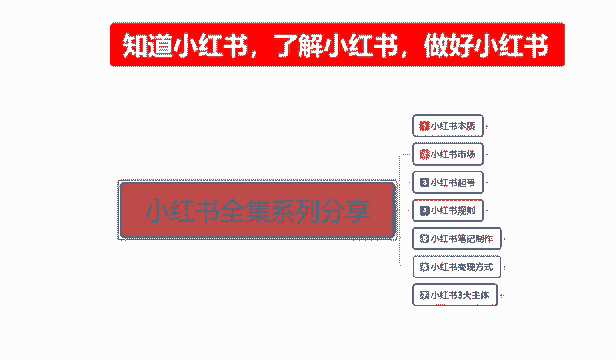 知道小红书，了解小红书，做好小红书
小红书全集系列分享
1 小红书本质
2 小红书市场
3 小红书起号
4 小红书规则
5 小红书笔记制作
6 小红书变现方式
7 小红书3大主体